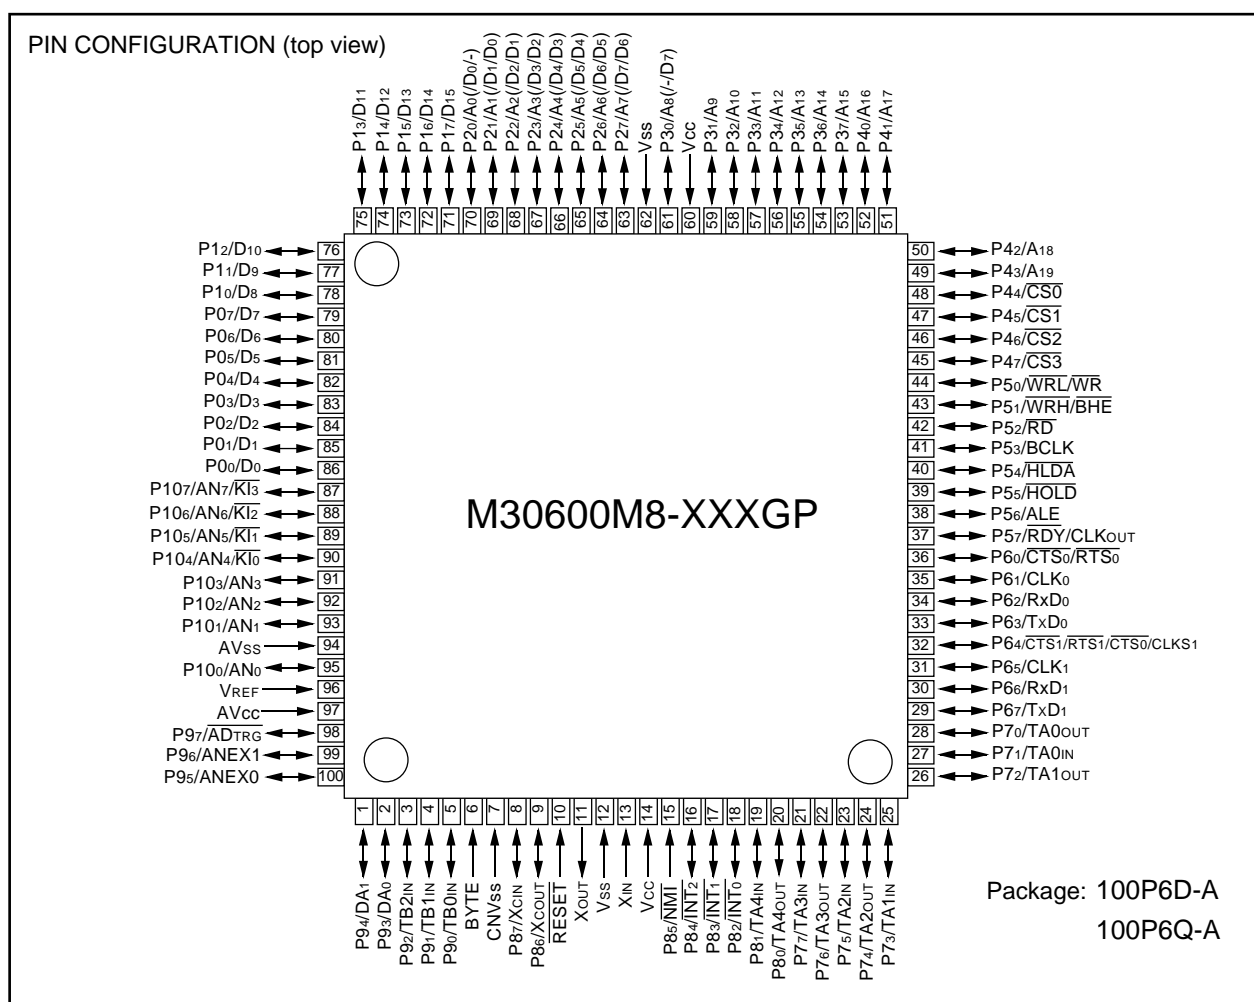 PIN CONFIGURATION (top view)
P13/D11
P14/D12
P15/D13
P16/D14
P17/D15
P20/A0(/D0/-)
P21/A1(/D1/D0)
P22/A2(/D2/D1)
P23/A3(/D3/D2)
P24/A4(/D4/D3)
P25/A5(/D5/D4)
P26/A6(/D6/D5)
P27/A7(/D7/D6)
Vss
P30/A8(/-/D7)
Vcc
P31/A9
P32/A10
P33/A11
P34/A12
P35/A13
P36/A14
P37/A15
P40/A16
P41/A17
75 74 73 72 71 70 69 68 67 66 65 64 63 62 61 60 59 58 57 56 55 54 53 52 51
P12/D10 76
P11/D9 77
P10/D8 78
P07/D7 79
P06/D6 80
P05/D5 81
P04/D4 82
P03/D3 83
P02/D2 84
P01/D1 85
P00/D0 86
P107/AN7/KI3 87
P106/AN6/KI2 88
P105/AN5/KI1 89
P104/AN4/KI0 90
P103/AN3 91
P102/AN2 92
P101/AN1 93
AVSS 94
P100/AN0 95
VREF 96
AVcc 97
P97/ADTRG 98
P96/ANEX1 99
P95/ANEX0 100
M30600M8-XXXGP
50 P42/A18
49 P43/A19
48 P44/CS0
47 P45/CS1
46 P46/CS2
45 P47/CS3
44 P50/WRL/WR
43 P51/WRH/BHE
42 P52/RD
41 P53/BCLK
40 P54/HLDA
39 P55/HOLD
38 P56/ALE
37 P57/RDY/CLKOUT
36 P60/CTS0/RTS0
35 P61/CLK0
34 P62/RxD0
33 P63/TXD0
32 P64/CTS1/RTS1/CTS0/CLKS1
31 P65/CLK1
30 P66/RxD1
29 P67/TXD1
28 P70/TA0OUT
27 P71/TA0IN
26 P72/TA1OUT
1 2 3 4 5 6 7 8 9 10 11 12 13 14 15 16 17 18 19 20 21 22 23 24 25
P94/DA1
P93/DA0
P92/TB2IN
P91/TB1IN
P90/TB0IN
BYTE
CNVss
P87/XCIN
P86/XCOUT
RESET
XOUT
VSS
XIN
VCC
P85/NMI
P84/INT2
P83/INT1
P82/INT0
P81/TA4IN
P80/TA4OUT
P77/TA3IN
P76/TA3OUT
P75/TA2IN
P74/TA2OUT
P73/TA1IN
Package: 100P6D-A
100P6Q-A